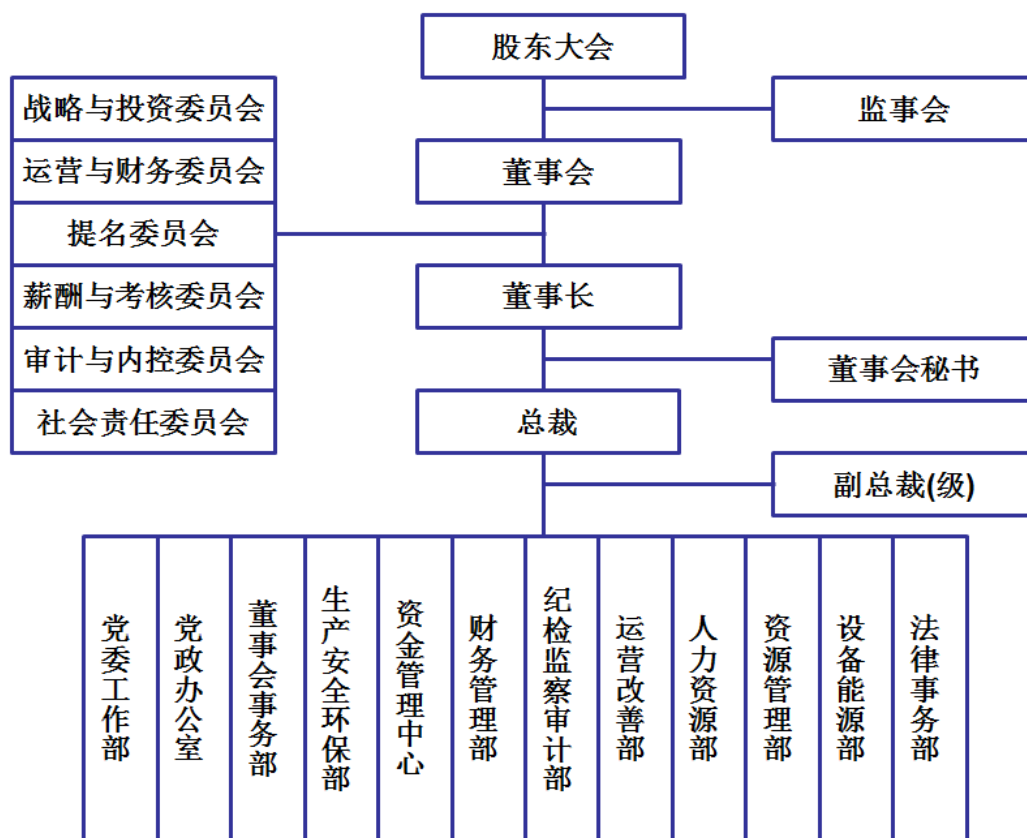 股东大会
战略与投资委员会
监事会
运营与财务委员会
董事会
提名委员会
薪酬与考核委员会
董事长
审计与内控委员会
董事会秘书
社会责任委员会
总裁
副总裁(级)
党委工作部
党政办公室
董事会事务部
生产安全环保部
资金管理中心
财务管理部
纪检监察审计部
运营改善部
人力资源部
资源管理部
设备能源部
法律事务部